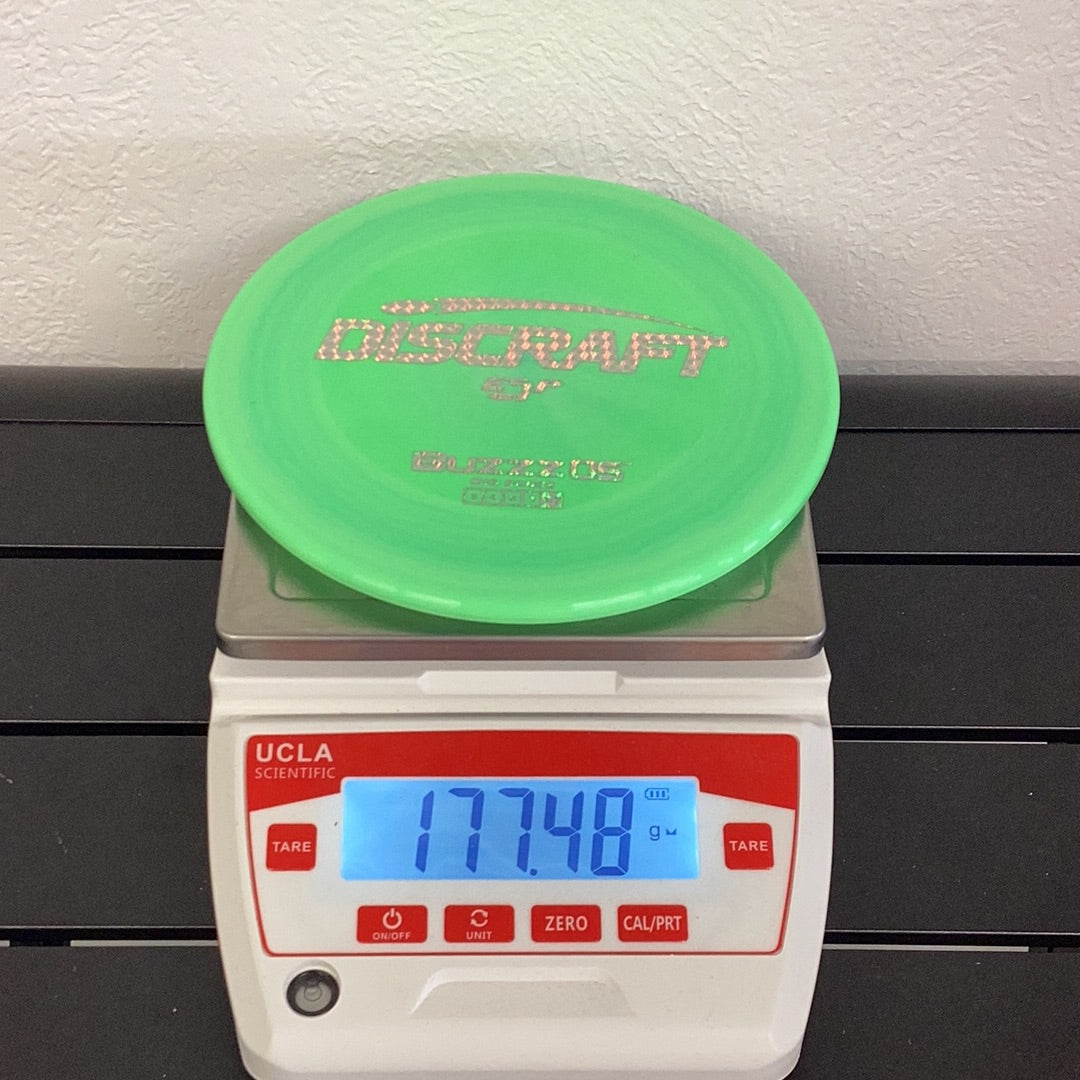 DISCRAFT
BUZZZ OS
UCLA
SCIENTIFIC
177.48
g
TARE
TARE
ON/OFF
UNIT
ZERO
CAL/PRT